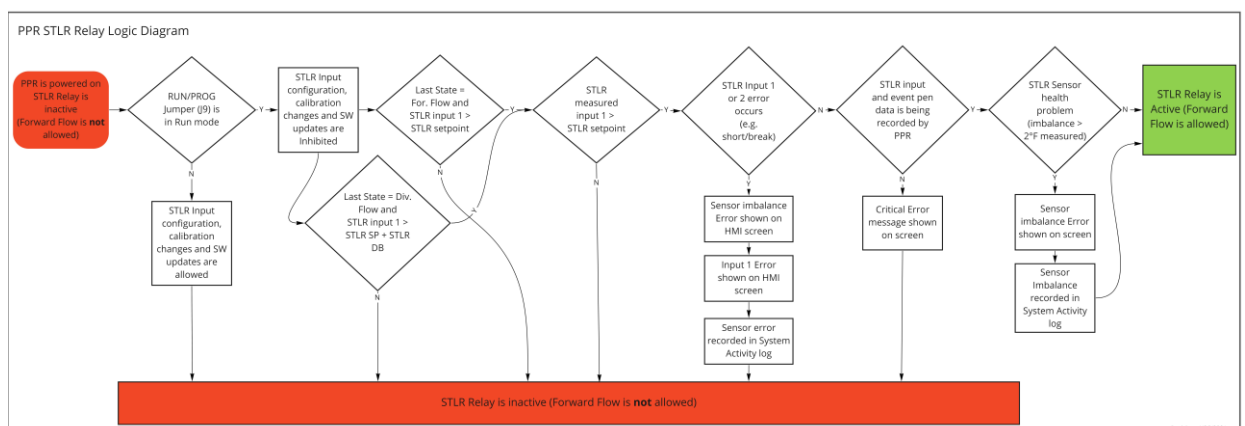 PPR STLR Relay Logic Diagram
PPR is powered on
STLR Relay is
inactive
(Forward Flow is not
allowed)
RUN/PROG
Jumper (J9) is
in Run mode
Y
N
STLR Input
configuration,
calibration
changes and SW
updates are
allowed
STLR Input
configuration,
calibration
changes and SW
updates are
Inhibited
Last State =
For. Flow and
STLR input 1 >
STLR setpoint
Y
N
Last State = Div.
Flow and
STLR input 1 >
STLR SP + STLR
DB
Y
N
STLR
measured
input 1 >
STLR setpoint
Y
N
STLR Input 1
or 2 error
occurs
(e.g.
short/break)
N
Y
Sensor imbalance
Error shown on
HMI screen
Input 1 Error
shown on HMI
screen
Sensor error
recorded in System
Activity log
STLR input
and event pen
data is being
recorded by
PPR
Y
N
Critical Error
message shown
on screen
STLR Sensor
health problem
(imbalance >
2°F measured)
N
Y
Sensor
imbalance Error
shown on screen
Sensor
Imbalance
recorded in
System Activity
log
STLR Relay is
Active (Forward
Flow is allowed)
STLR Relay is inactive (Forward Flow is not allowed)